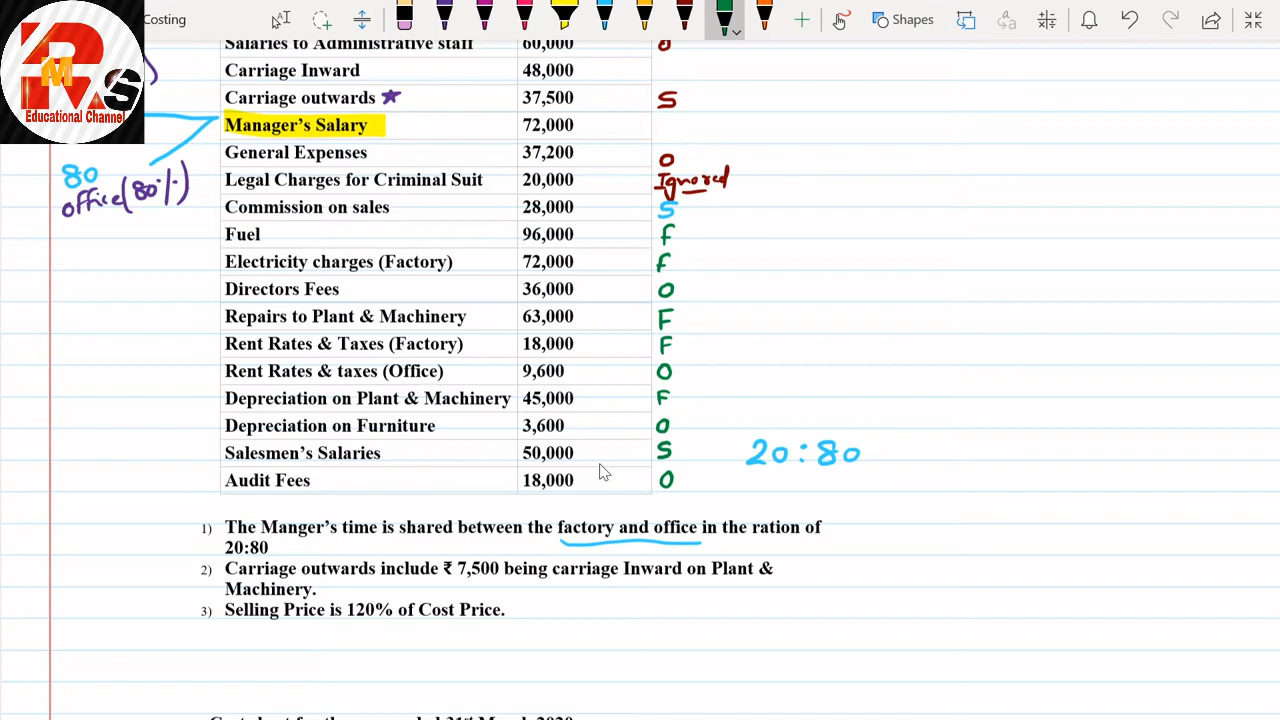 Costing
Shapes
RMS
Educational Channel
Salaries to Administrative staff 60,000 O
Carriage Inward 48,000
Carriage outwards ★ 37,500 S
Manager's Salary 72,000
General Expenses 37,200 O
80
office(80%)
Legal Charges for Criminal Suit 20,000 Ignored
Commission on sales 28,000 S
Fuel 96,000 F
Electricity charges (Factory) 72,000 F
Directors Fees 36,000 O
Repairs to Plant & Machinery 63,000 F
Rent Rates & Taxes (Factory) 18,000 F
Rent Rates & taxes (Office) 9,600 O
Depreciation on Plant & Machinery 45,000 F
Depreciation on Furniture 3,600 O
Salesmen's Salaries 50,000 S 20:80
Audit Fees 18,000 O
1) The Manger's time is shared between the factory and office in the ration of
20:80
2) Carriage outwards include ₹ 7,500 being carriage Inward on Plant &
Machinery.
3) Selling Price is 120% of Cost Price.